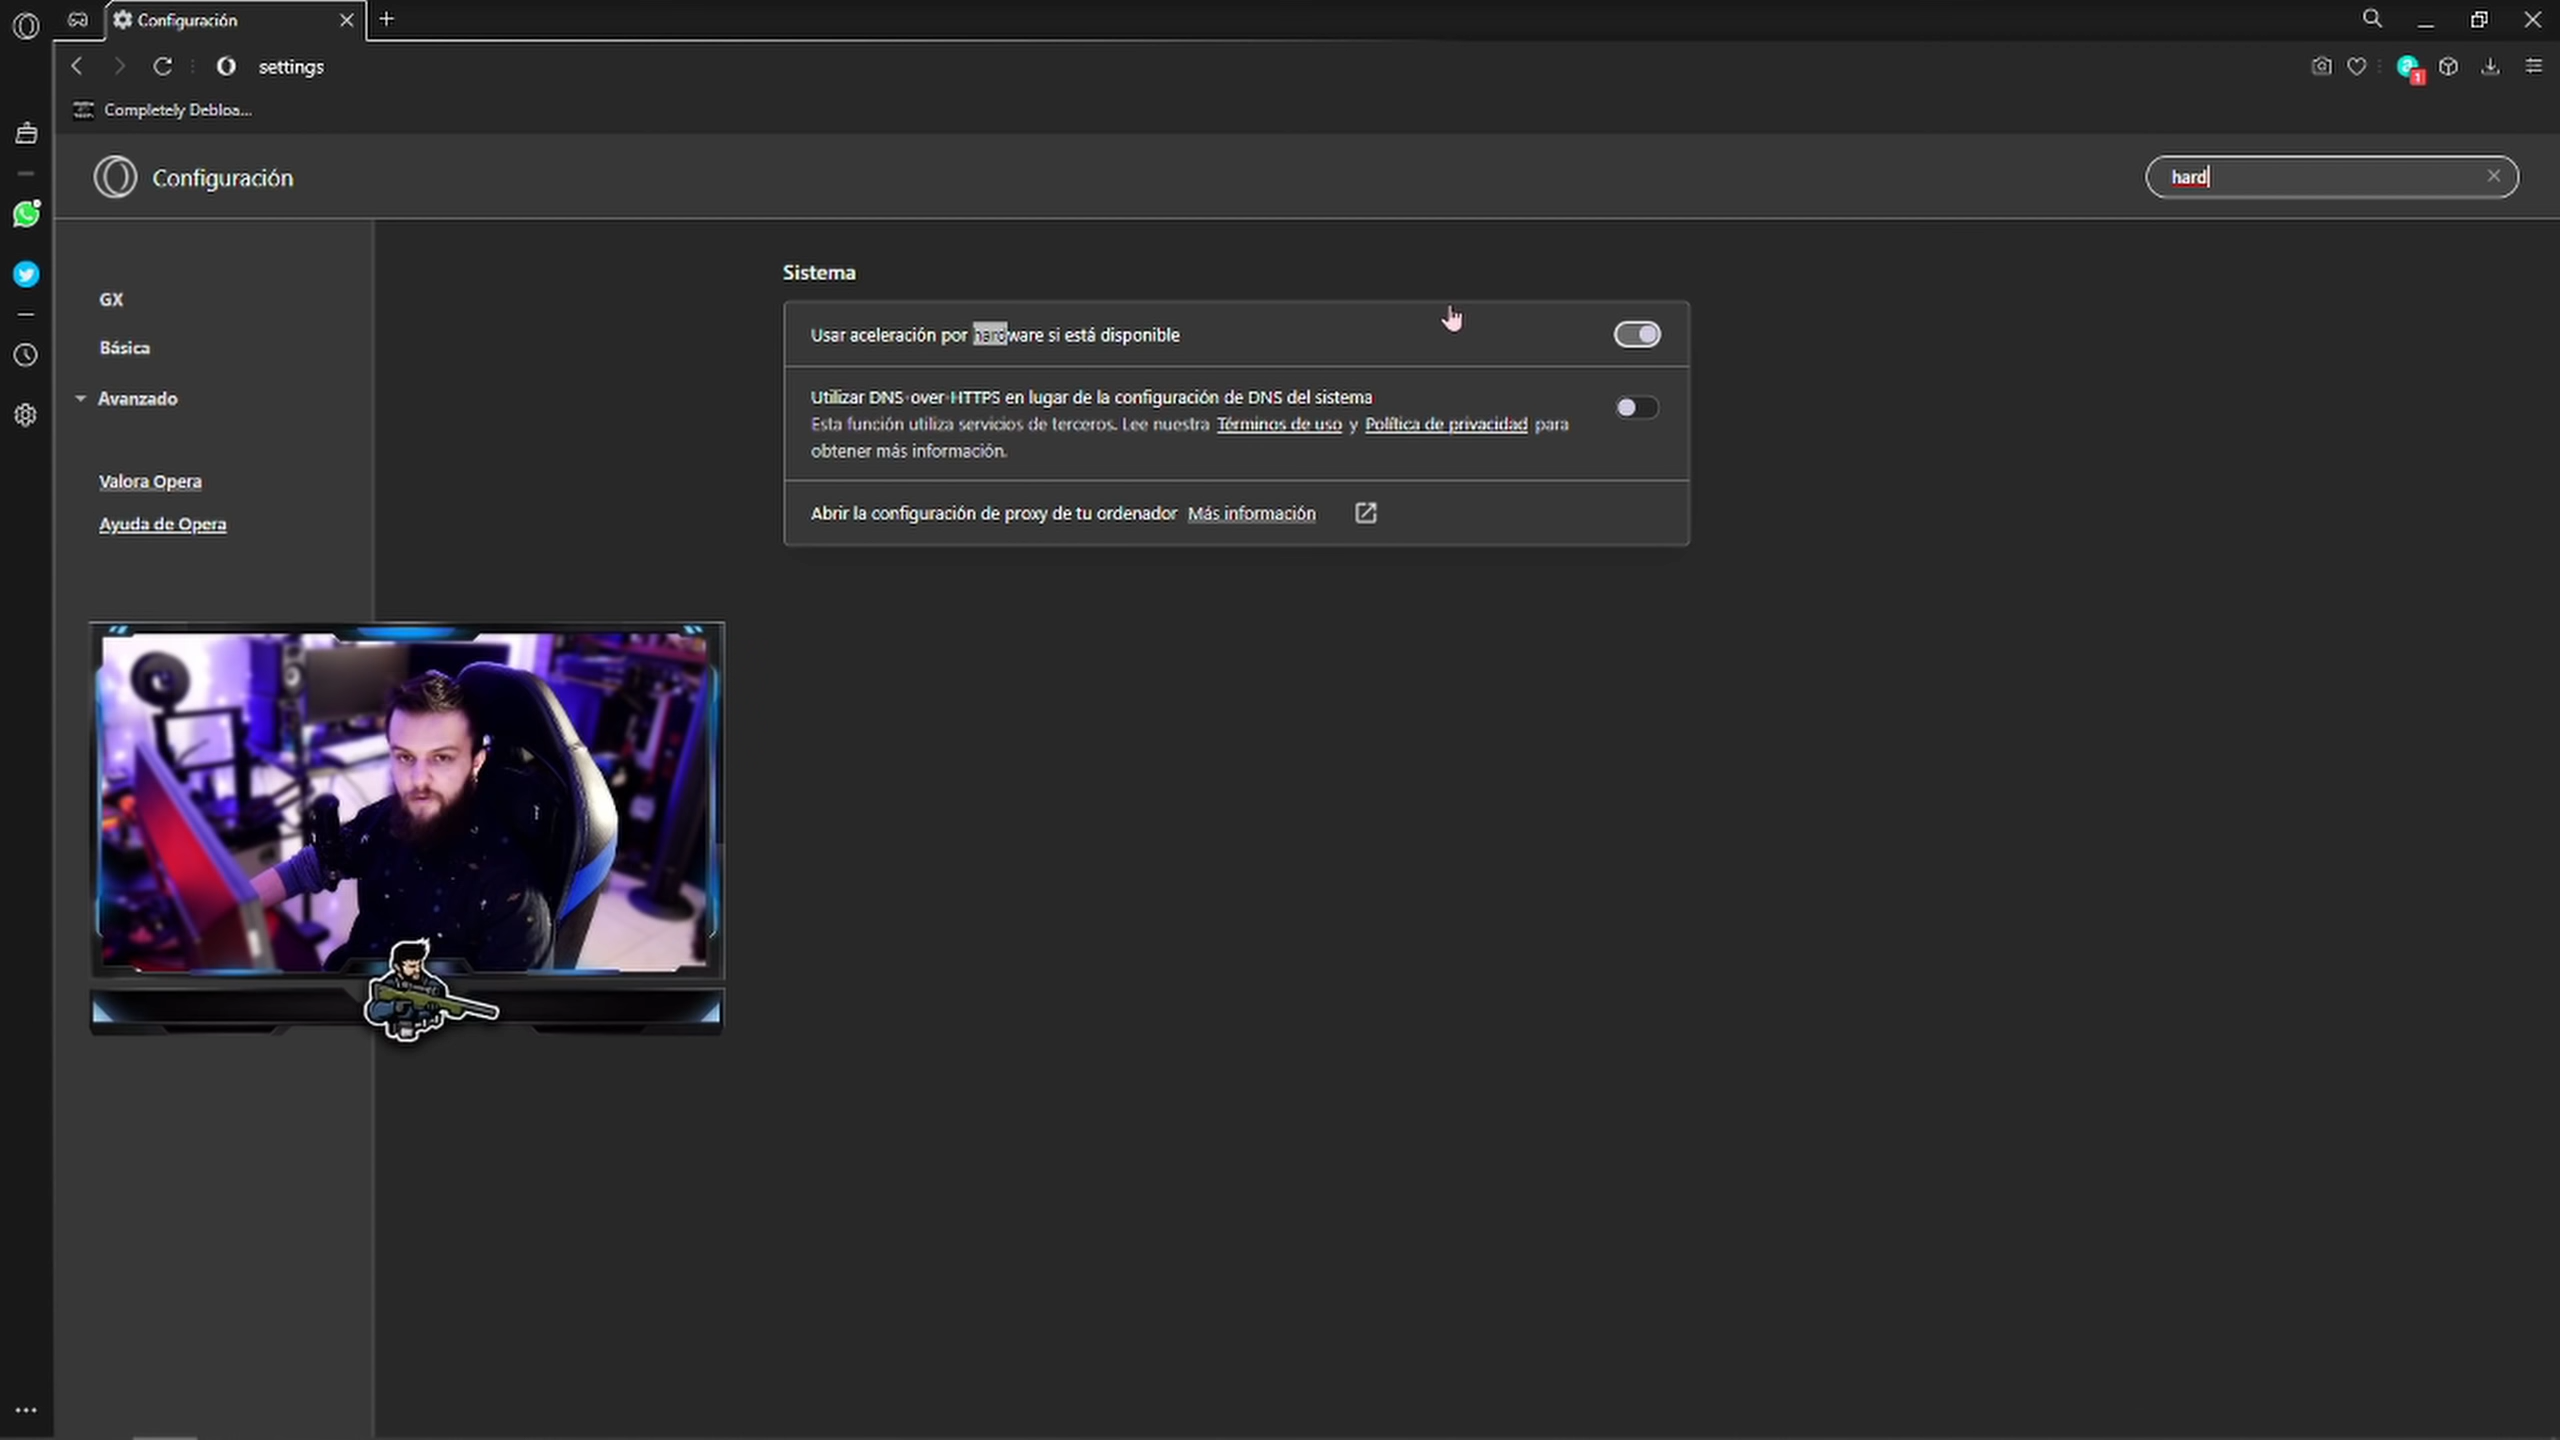 Configuración
settings
Completely Debloa...
Configuración
hard
GX
Básica
Avanzado
Valora Opera
Ayuda de Opera
Sistema
Usar aceleración por hardware si está disponible
Utilizar DNS-over-HTTPS en lugar de la configuración de DNS del sistema
Esta función utiliza servicios de terceros. Lee nuestra Términos de uso y Política de privacidad para
obtener más información.
Abrir la configuración de proxy de tu ordenador Más información
1